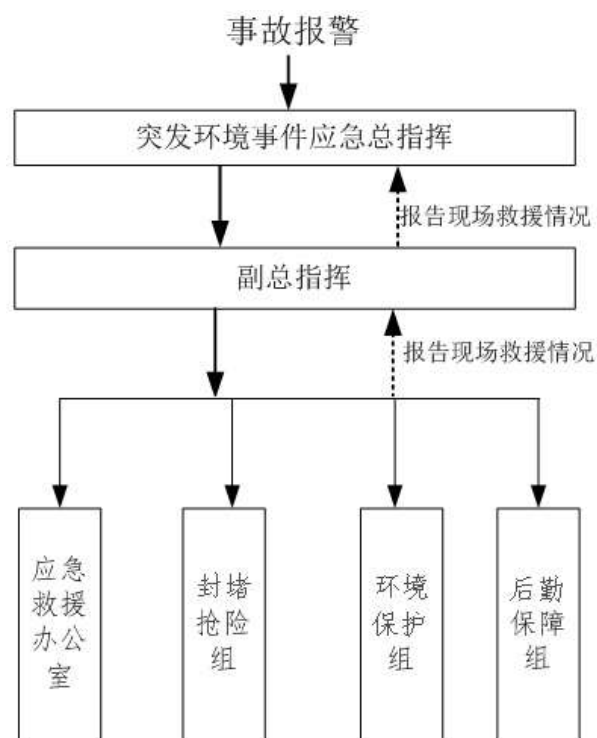 事故报警
突发环境事件应急总指挥
报告现场救援情况
副总指挥
报告现场救援情况
应急
救援
办公
室
封堵
抢险
组
环境
保护
组
后勤
保障
组